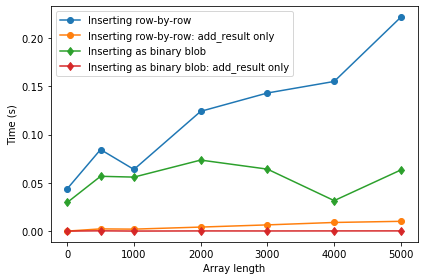 Inserting row-by-row
Inserting row-by-row: add_result only
Inserting as binary blob
Inserting as binary blob: add_result only
Time (s)
0.20
0.15
0.10
0.05
0.00
0 1000 2000 3000 4000 5000
Array length